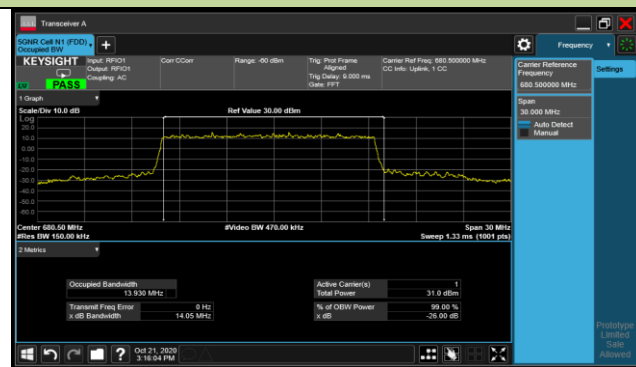 Transceiver A
5GNR Cell N1 (FDD)
Occupied BW
Frequency
KEYSIGHT
Input: RFIO1
Output: RFIO1
Coupling: AC
Corr CCorr
Range: -60 dBm
Trig: Prot Frame
Aligned
Trig Delay: 9.000 ms
Gate: FFT
Carrier Ref Freq: 680.500000 MHz
CC Info: Uplink, 1 CC
PASS
Carrier Reference
Frequency
680.500000 MHz
Settings
Span
30.000 MHz
Auto Detect
Manual
1 Graph
Scale/Div 10.0 dB
Ref Value 30.00 dBm
Log
20.0
10.0
0.00
-10.0
-20.0
-30.0
-40.0
-50.0
-60.0
Center 680.50 MHz
#Video BW 470.00 kHz
Span 30 MHz
#Res BW 150.00 kHz
Sweep 1.33 ms (1001 pts)
2 Metrics
Occupied Bandwidth
13.930 MHz
Active Carrier(s) 1
Total Power 31.0 dBm
Transmit Freq Error 0 Hz
x dB Bandwidth 14.05 MHz
% of OBW Power 99.00 %
x dB -26.00 dB
Prototype
Limited
Sale
Allowed
?
Oct 21, 2020
3:16:04 PM